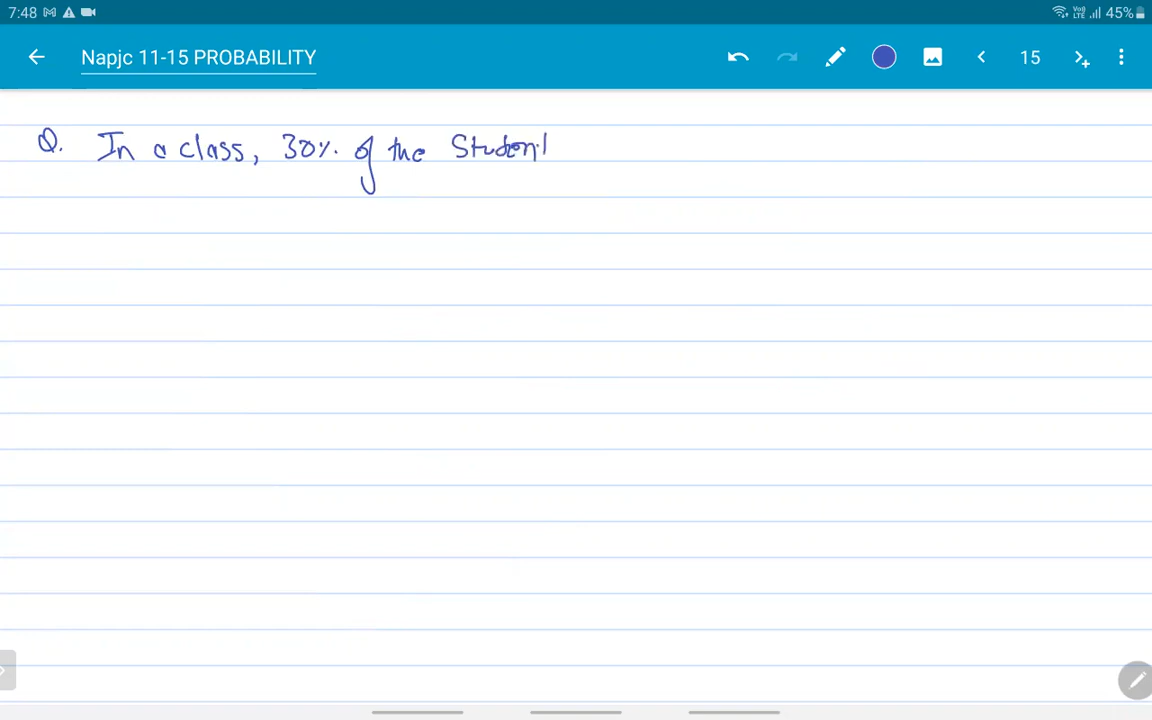 7:48 45%
Napjc 11-15 PROBABILITY 15
Q. In a class, 30% of the Student